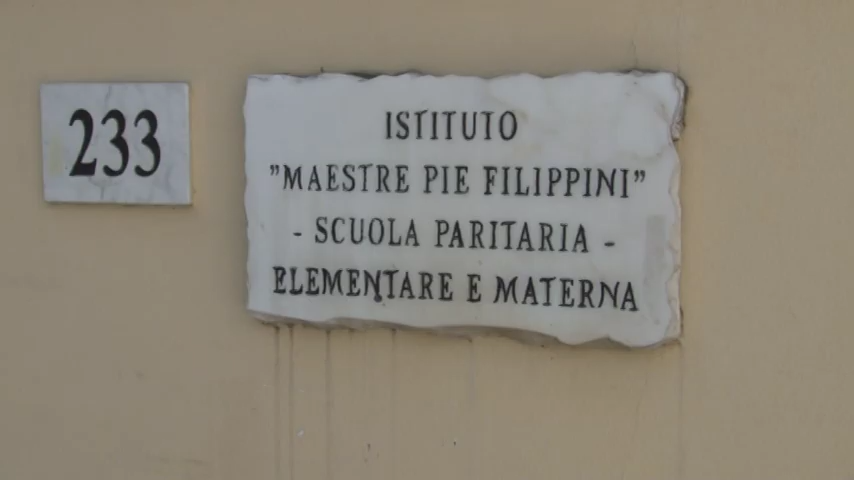 233
ISTITUTO
"MAESTRE PIE FILIPPINI"
- SCUOLA PARITARIA -
ELEMENTARE E MATERNA